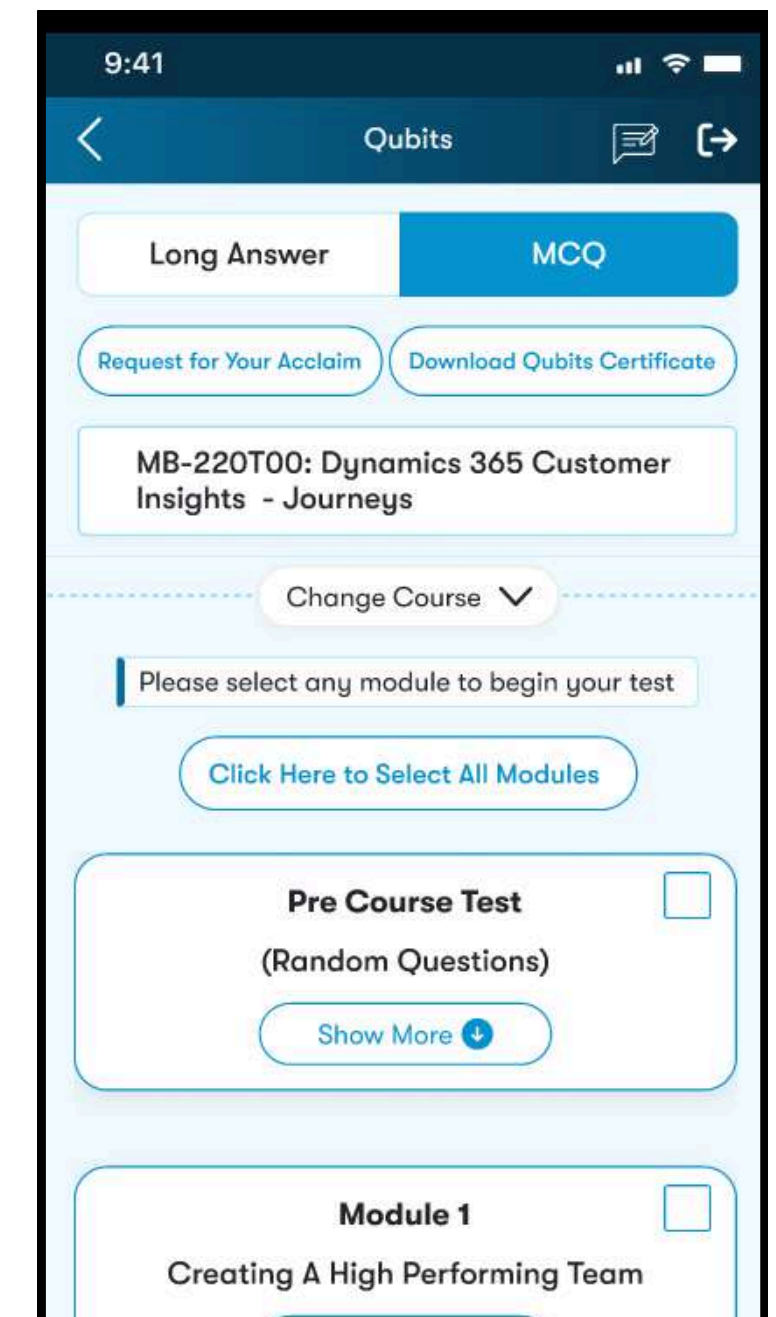 9:41
Qubits
Long Answer
MCQ
Request for Your Acclaim
Download Qubits Certificate
MB-220T00: Dynamics 365 Customer
Insights - Journeys
Change Course
Please select any module to begin your test
Click Here to Select All Modules
Pre Course Test
(Random Questions)
Show More
Module 1
Creating A High Performing Team